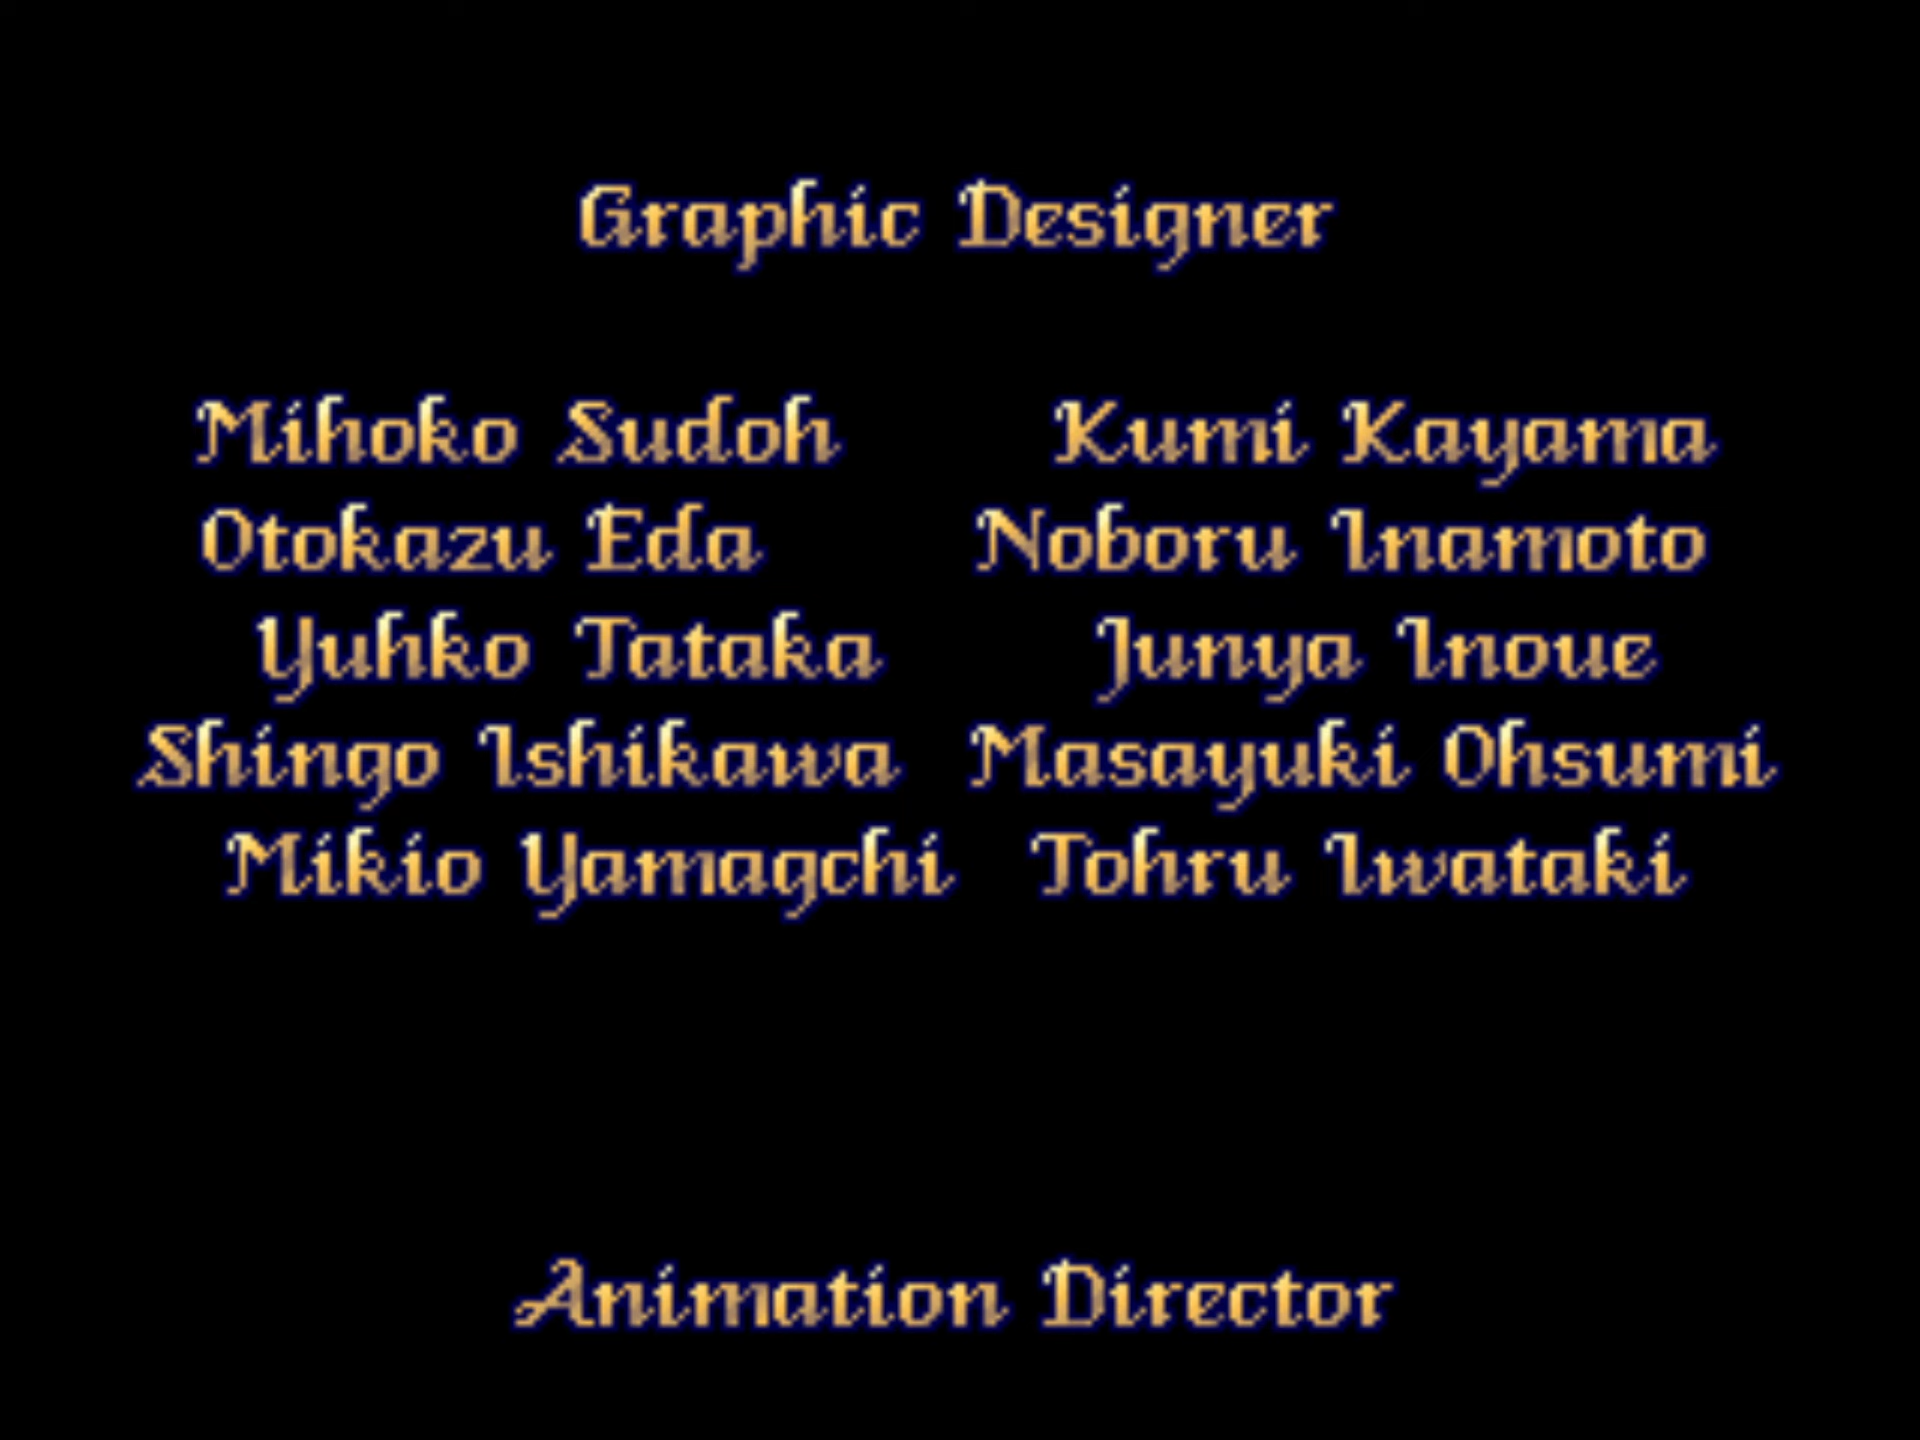 Graphic Designer
Mihoko Sudoh Kumi Kayama
Otokazu Eda Noboru Inamoto
Yuhko Tataka Junya Inoue
Shingo Ishikawa Masayuki Ohsumi
Mikio Yamagchi Tohru Iwataki
Animation Director